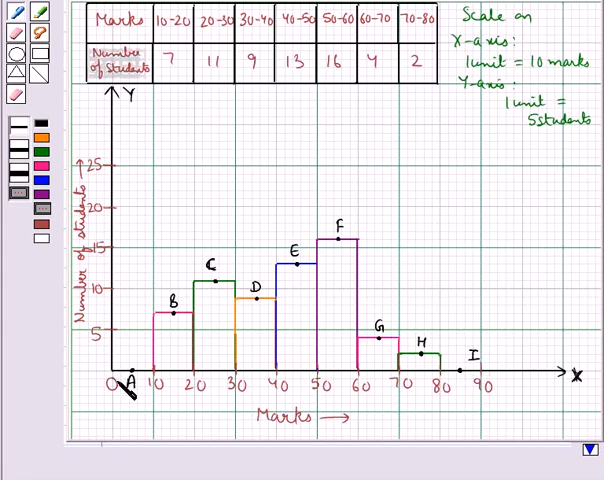 Marks 10-20 20-30 30-40 40-50 50-60 60-70 70-80
Number of students 7 11 9 13 16 4 2
Scale on
X-axis:
1unit = 10 marks
Y-axis:
1unit =
5students
Y
Number of students →
25
20
15
10
5
A
B
C
D
E
F
G
H
I
0 10 20 30 40 50 60 70 80 90 X
Marks →